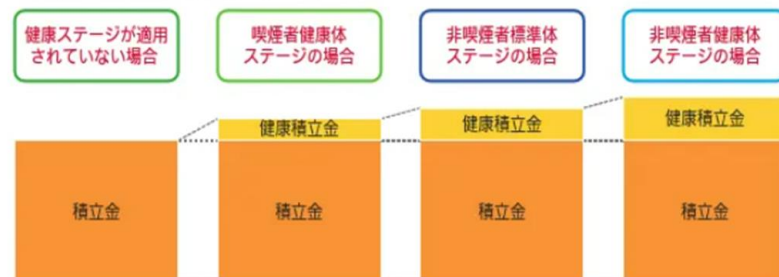 健康ステージが適用
されていない場合
喫煙者健康体
ステージの場合
非喫煙者標準体
ステージの場合
非喫煙者健康体
ステージの場合
健康積立金
健康積立金
健康積立金
積立金
積立金
積立金
積立金